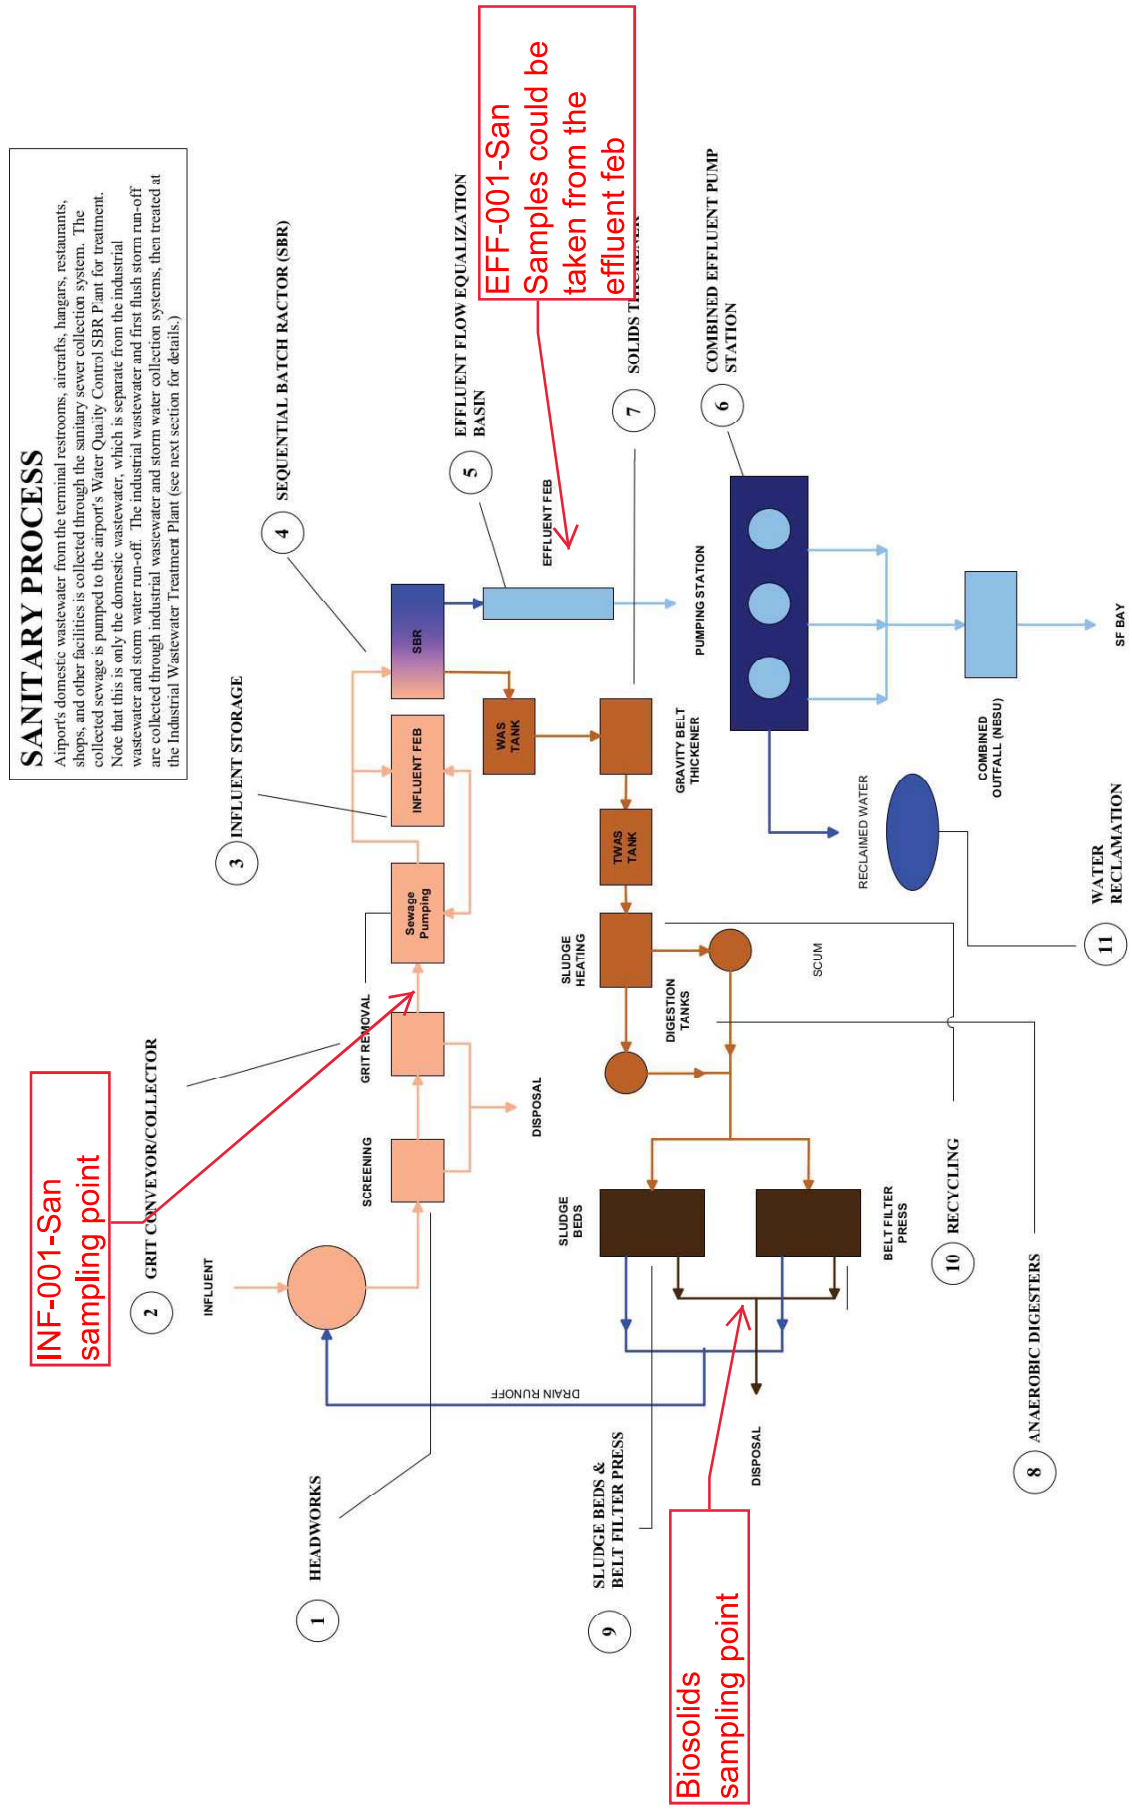 SANITARY PROCESS
Airport's domestic wastewater from the terminal restrooms, aircrafts, hangars, restaurants,
shops, and other facilities is collected through the sanitary sewer collection system. The
collected sewage is pumped to the airport's Water Quality Control SBR Plant for treatment.
Note that this is only the domestic wastewater, which is separate from the industrial
wastewater and storm water run-off. The industrial wastewater and first flush storm run-off
are collected through industrial wastewater and storm water collection systems, then treated at
the Industrial Wastewater Treatment Plant (see next section for details.)
INF-001-San
sampling point
2
GRIT CONVEYOR/COLLECTOR
3
INFLUENT STORAGE
4
SEQUENTIAL BATCH RACTOR (SBR)
1
HEADWORKS
INFLUENT
SCREENING
GRIT REMOVAL
Sewage
Pumping
INFLUENT FEB
SBR
5
EFFLUENT FLOW EQUALIZATION
BASIN
EFF-001-San
Samples could be
taken from the
effluent feb
DRAIN RUNOFF
DISPOSAL
WAS
TANK
EFFLUENT FEB
9
SLUDGE BEDS &
BELT FILTER PRESS
SLUDGE
BEDS
SLUDGE
HEATING
TWAS
TANK
7
SOLIDS THICKENER
DIGESTION
TANKS
GRAVITY BELT
THICKENER
PUMPING STATION
6
COMBINED EFFLUENT PUMP
STATION
Biosolids
sampling point
DISPOSAL
SCUM
RECLAIMED WATER
BELT FILTER
PRESS
10
RECYCLING
COMBINED
OUTFALL (NBSU)
8
ANAEROBIC DIGESTERS
11
WATER
RECLAMATION
SF BAY